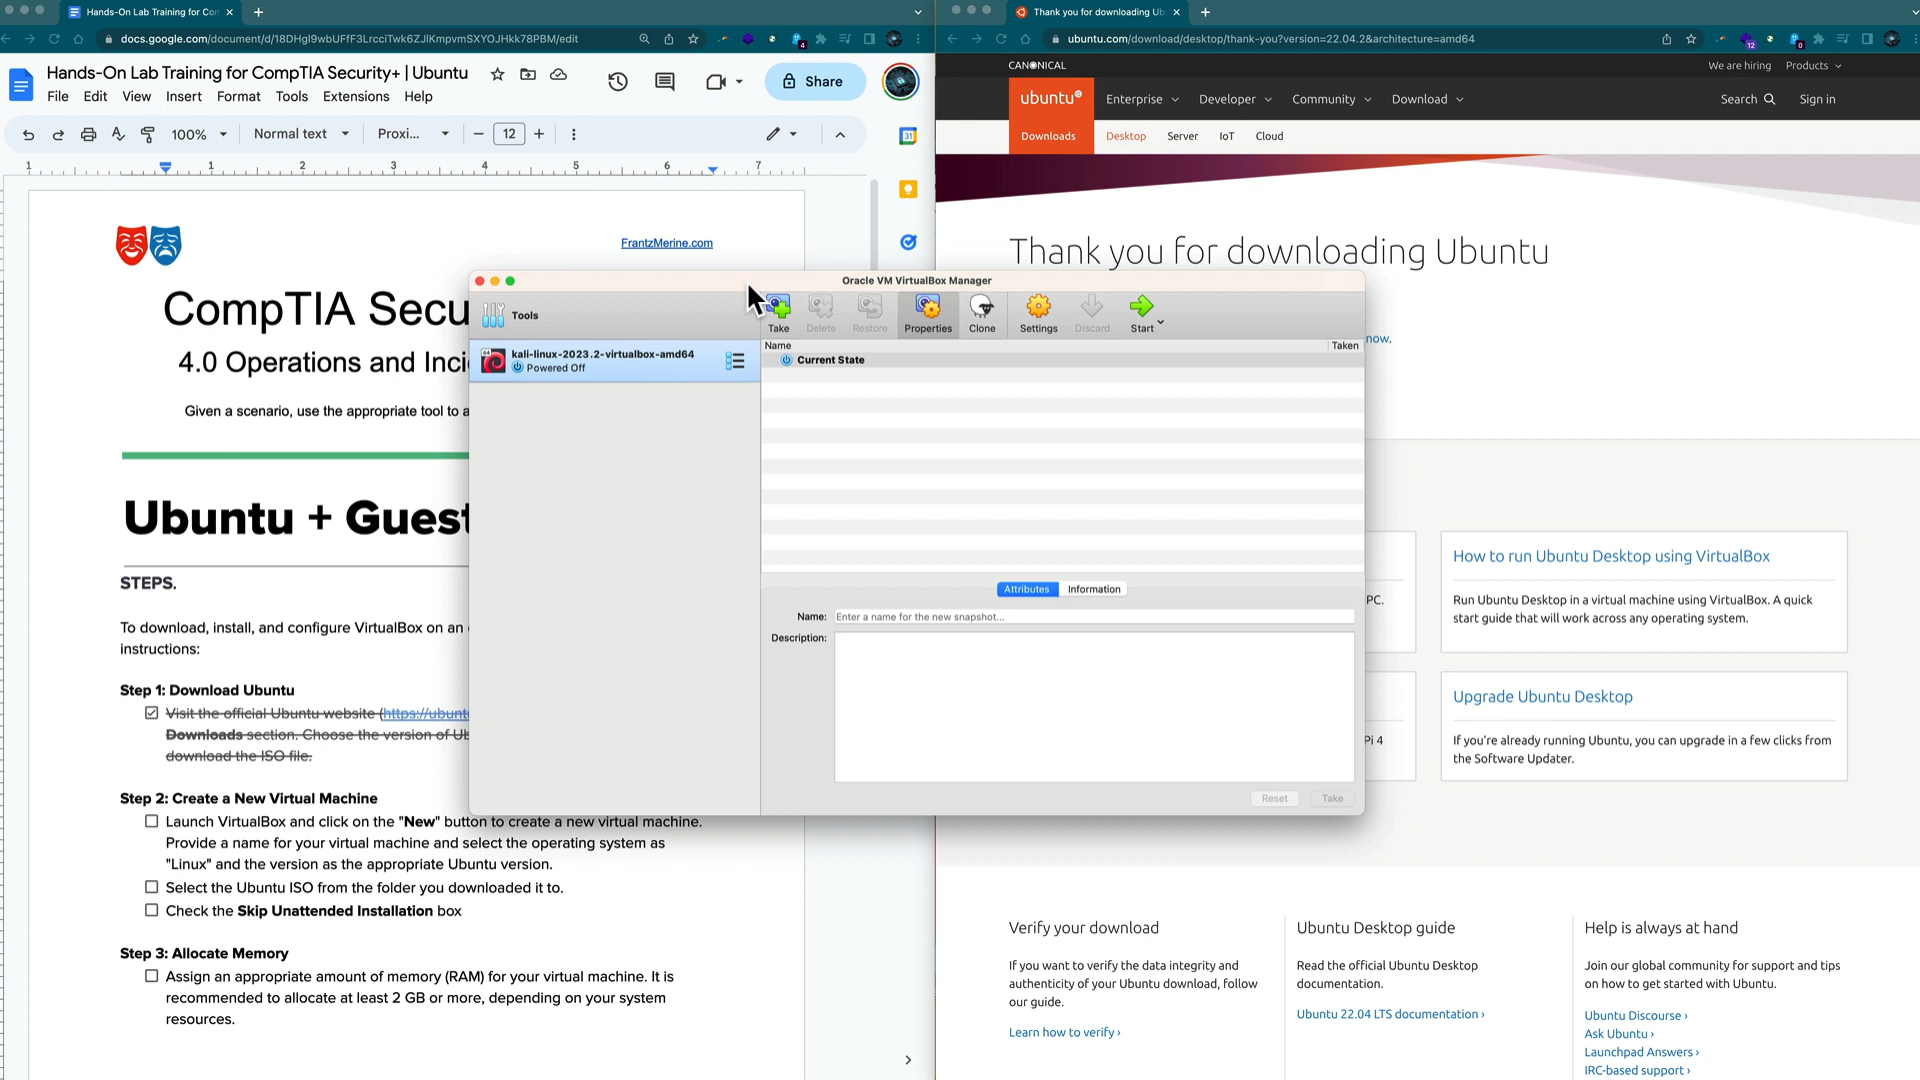 Hands-On Lab Training for Con
docs.google.com/document/d/18DHgI9wbUFfF3LrcciTwk6ZJlKmpvmSXYOJHkk78PBM/edit
4
Hands-On Lab Training for CompTIA Security+ | Ubuntu
Share
File Edit View Insert Format Tools Extensions Help
100% Normal text Proxi... 12
31
1 1 2 3 4 5 6 7
FrantzMerine.com
CompTIA Secu
4.0 Operations and Inci
Given a scenario, use the appropriate tool to a
Ubuntu + Guest
STEPS.
To download, install, and configure VirtualBox on an
instructions:
Step 1: Download Ubuntu
Visit the official Ubuntu website (https://ubunt
Downloads section. Choose the version of Ub
download the ISO file.
Step 2: Create a New Virtual Machine
Launch VirtualBox and click on the "New" button to create a new virtual machine.
Provide a name for your virtual machine and select the operating system as
"Linux" and the version as the appropriate Ubuntu version.
Select the Ubuntu ISO from the folder you downloaded it to.
Check the Skip Unattended Installation box
Step 3: Allocate Memory
Assign an appropriate amount of memory (RAM) for your virtual machine. It is
recommended to allocate at least 2 GB or more, depending on your system
resources.
Oracle VM VirtualBox Manager
Tools
Take Delete Restore Properties Clone Settings Discard Start
64
kali-linux-2023.2-virtualbox-amd64
Powered Off
Name Taken
Current State
Attributes Information
Name: Enter a name for the new snapshot...
Description:
Reset Take
Thank you for downloading Ub
ubuntu.com/download/desktop/thank-you?version=22.04.2&architecture=amd64
12 0
CANONICAL
We are hiring Products
ubuntu Enterprise Developer Community Download Search Sign in
Downloads Desktop Server IoT Cloud
Thank you for downloading Ubuntu
now.
PC.
How to run Ubuntu Desktop using VirtualBox
Run Ubuntu Desktop in a virtual machine using VirtualBox. A quick
start guide that will work across any operating system.
Pi 4
Upgrade Ubuntu Desktop
If you're already running Ubuntu, you can upgrade in a few clicks from
the Software Updater.
Verify your download
If you want to verify the data integrity and
authenticity of your Ubuntu download, follow
our guide.
Learn how to verify ›
Ubuntu Desktop guide
Read the official Ubuntu Desktop
documentation.
Ubuntu 22.04 LTS documentation ›
Help is always at hand
Join our global community for support and tips
on how to get started with Ubuntu.
Ubuntu Discourse ›
Ask Ubuntu ›
Launchpad Answers ›
IRC-based support ›